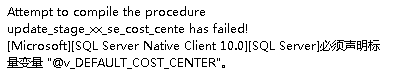 Attempt to compile the procedure
update_stage_xx_se_cost_cente has failed!
[Microsoft][SQL Server Native Client 10.0][SQL Server]必须声明标
量变量 "@v_DEFAULT_COST_CENTER"。